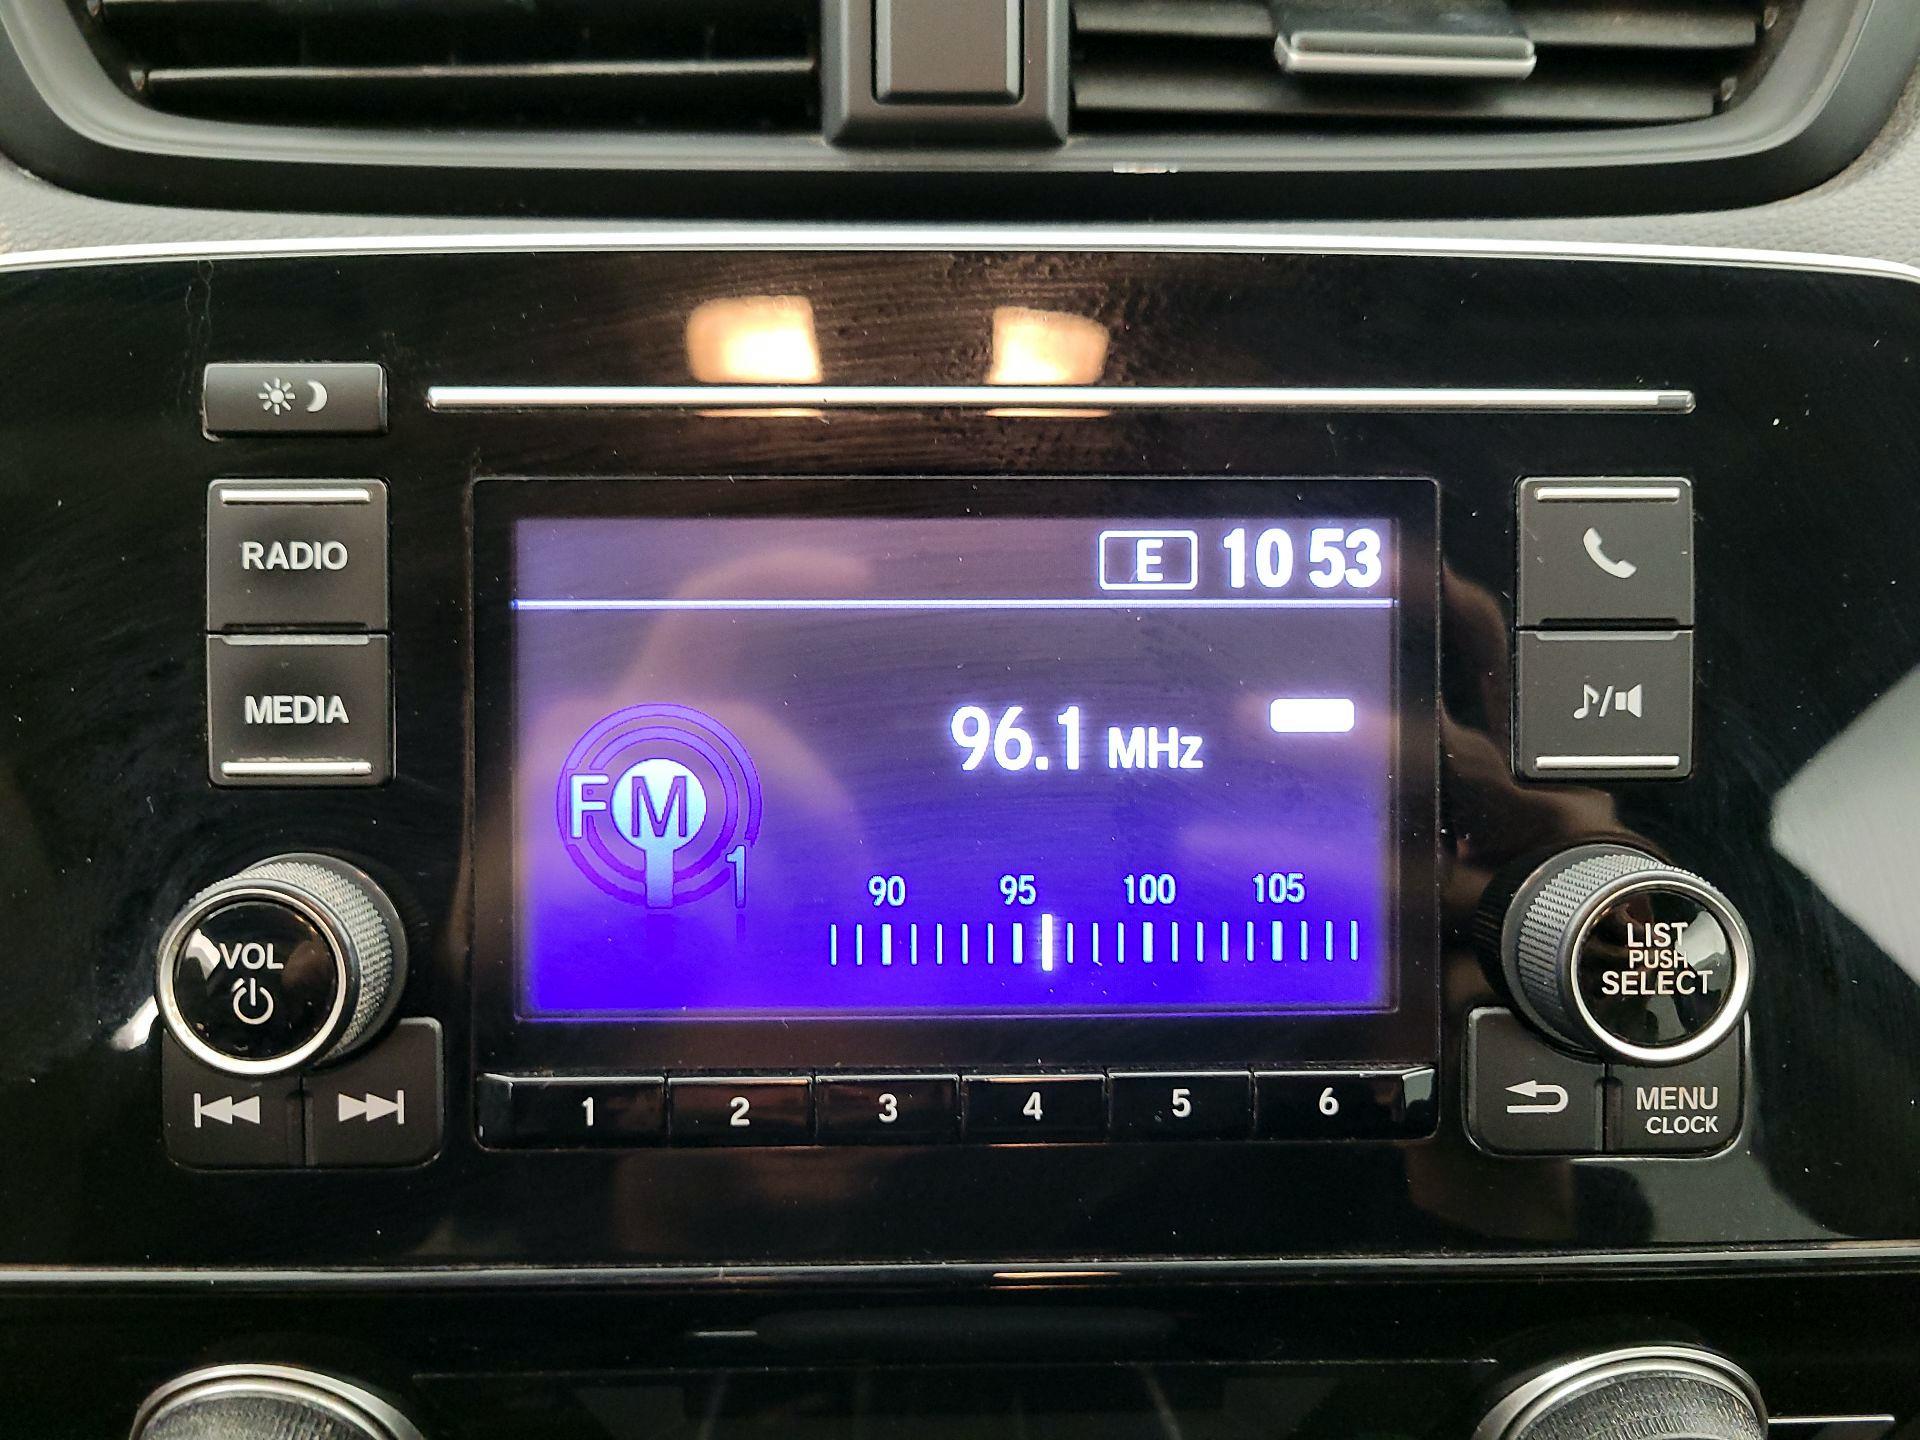 RADIO
MEDIA
VOL
E 10 53
96.1 MHz
FM
1
90 95 100 105
1 2 3 4 5 6
LIST
PUSH
SELECT
MENU
CLOCK